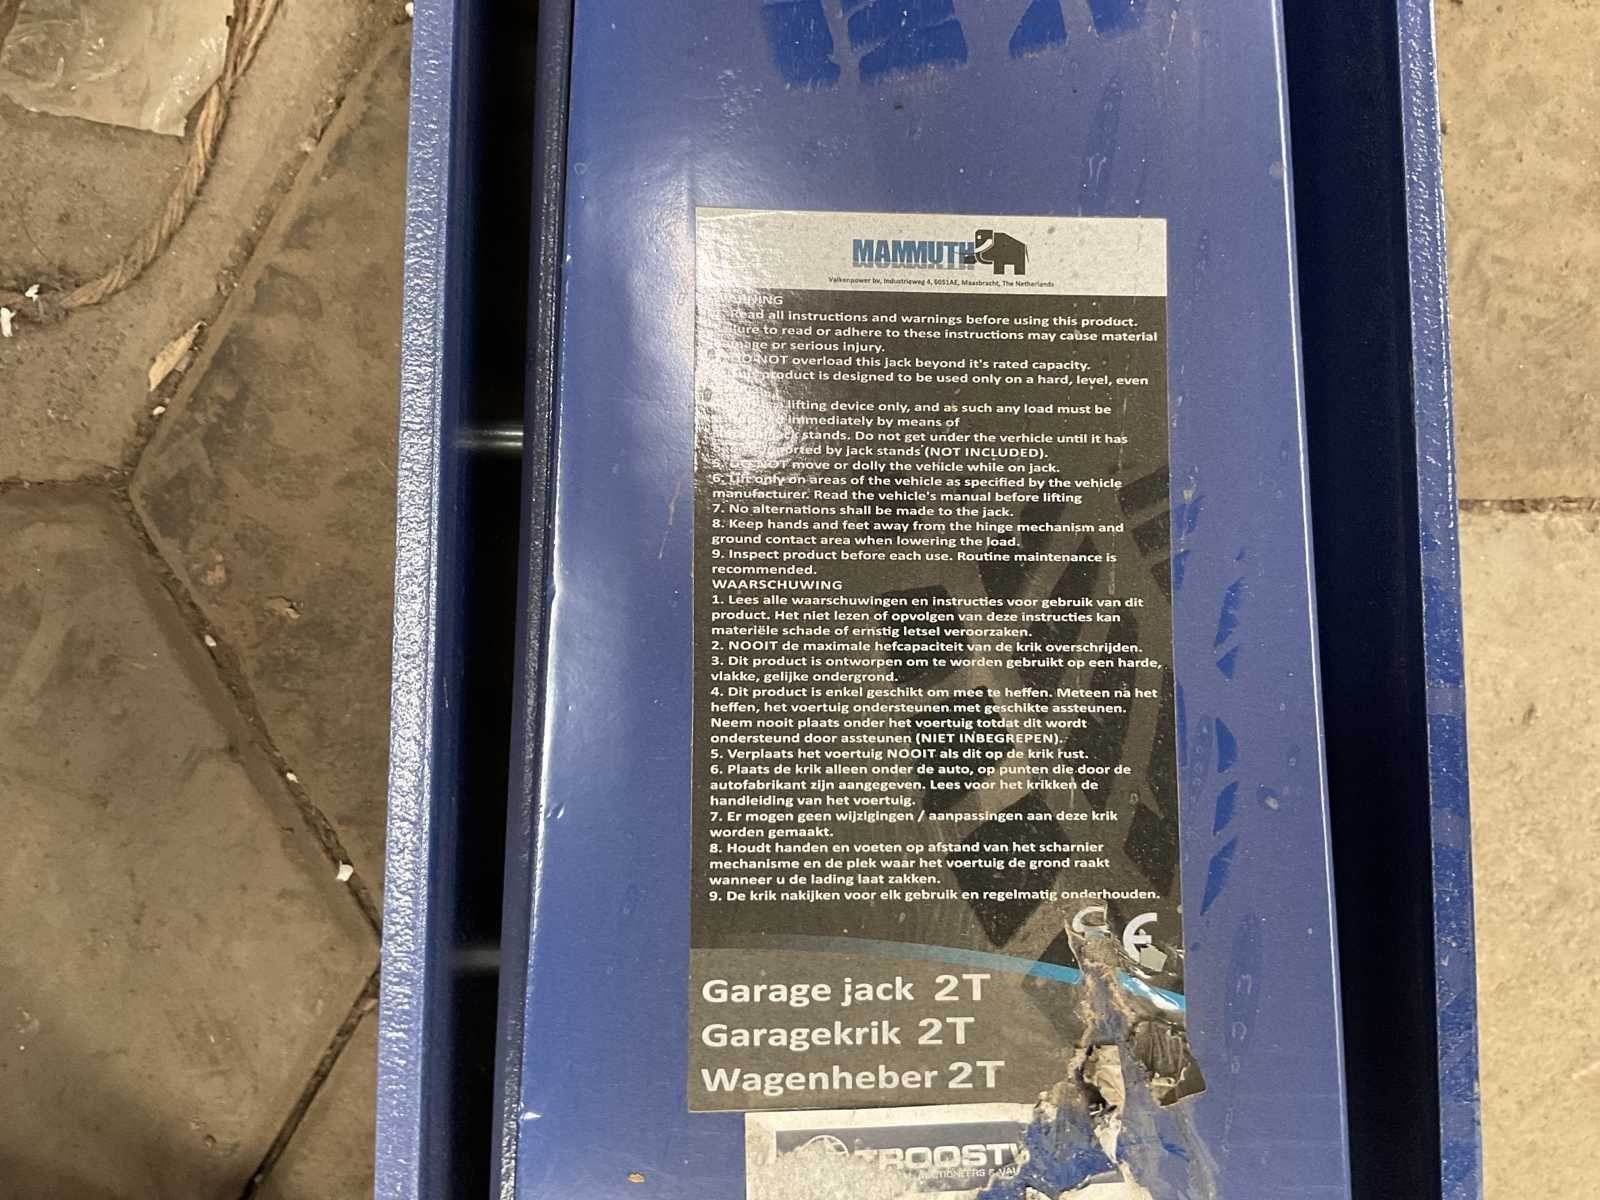 MAMMUTH
Valkenpower bv, Industrieweg 4, 6051AE, Maasbracht, The Netherlands
WARNING
Read all instructions and warnings before using this product.
to read or adhere to these instructions may cause material
or serious injury.
DO NOT overload this jack beyond it's rated capacity.
product is designed to be used only on a hard, level, even
lifting device only, and as such any load must be
immediately by means of
jack stands. Do not get under the verhicle until it has
by jack stands (NOT INCLUDED).
DO NOT move or dolly the vehicle while on jack.
6. Lift only on areas of the vehicle as specified by the vehicle
manufacturer. Read the vehicle's manual before lifting
7. No alternations shall be made to the jack.
8. Keep hands and feet away from the hinge mechanism and
ground contact area when lowering the load.
9. Inspect product before each use. Routine maintenance is
recommended.
WAARSCHUWING
1. Lees alle waarschuwingen en instructies voor gebruik van dit
product. Het niet lezen of opvolgen van deze instructies kan
materiële schade of ernstig letsel veroorzaken.
2. NOOIT de maximale hefcapaciteit van de krik overschrijden.
3. Dit product is ontworpen om te worden gebruikt op een harde,
vlakke, gelijke ondergrond.
4. Dit product is enkel geschikt om mee te heffen. Meteen na het
heffen, het voertuig ondersteunen met geschikte assteunen.
Neem nooit plaats onder het voertuig totdat dit wordt
ondersteund door assteunen (NIET INBEGREPEN).
5. Verplaats het voertuig NOOIT als dit op de krik rust.
6. Plaats de krik alleen onder de auto, op punten die door de
autofabrikant zijn aangegeven. Lees voor het krikken de
handleiding van het voertuig.
7. Er mogen geen wijzigingen / aanpassingen aan deze krik
worden gemaakt.
8. Houdt handen en voeten op afstand van het scharnier
mechanisme en de plek waar het voertuig de grond raakt
wanneer u de lading laat zakken.
9. De krik nakijken voor elk gebruik en regelmatig onderhouden.
CE
Garage jack 2T
Garagekrik 2T
Wagenheber 2T